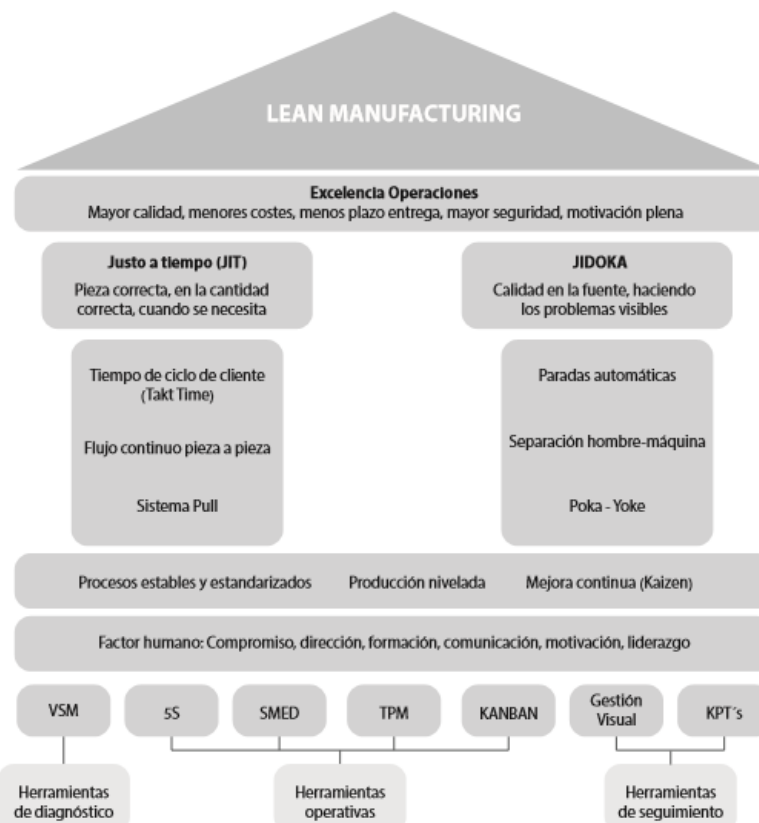 LEAN MANUFACTURING
Excelencia Operaciones
Mayor calidad, menores costes, menos plazo entrega, mayor seguridad, motivación plena
Justo a tiempo (JIT)
Pieza correcta, en la cantidad
correcta, cuando se necesita
JIDOKA
Calidad en la fuente, haciendo
los problemas visibles
Tiempo de ciclo de cliente
(Takt Time)
Flujo continuo pieza a pieza
Sistema Pull
Paradas automáticas
Separación hombre-máquina
Poka - Yoke
Procesos estables y estandarizados Producción nivelada Mejora continua (Kaizen)
Factor humano: Compromiso, dirección, formación, comunicación, motivación, liderazgo
VSM
5S
SMED
TPM
KANBAN
Gestión
Visual
KPT´s
Herramientas
de diagnóstico
Herramientas
operativas
Herramientas
de seguimiento